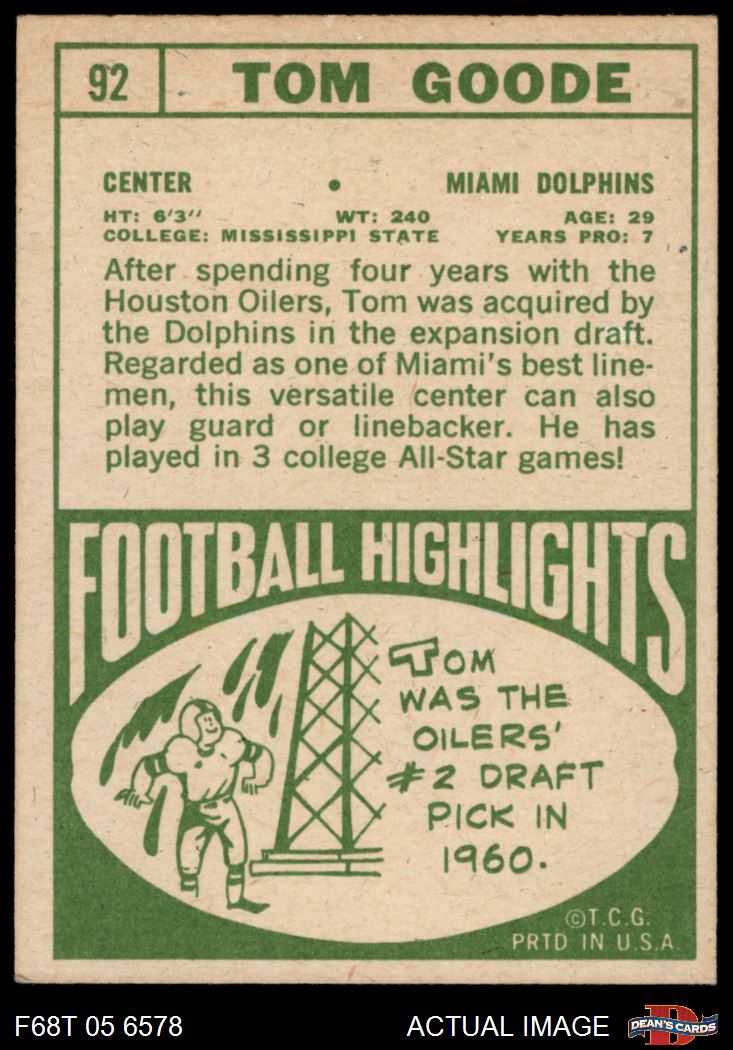 92 TOM GOODE
CENTER • MIAMI DOLPHINS
HT: 6'3" WT: 240 AGE: 29
COLLEGE: MISSISSIPPI STATE YEARS PRO: 7
After spending four years with the
Houston Oilers, Tom was acquired by
the Dolphins in the expansion draft.
Regarded as one of Miami's best line-
men, this versatile center can also
play guard or linebacker. He has
played in 3 college All-Star games!
FOOTBALL HIGHLIGHTS
TOM
WAS THE
OILERS'
#2 DRAFT
PICK IN
1960.
©T.C.G.
PRTD IN U.S.A.
F68T 05 6578 ACTUAL IMAGE D DEAN'S CARDS